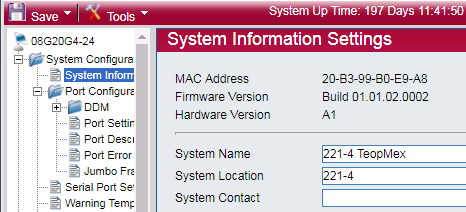 Save Tools System Up Time: 197 Days 11:41:50
08G20G4-24
System Configura
System Inform
Port Configura
DDM
Port Settin
Port Descr
Port Error
Jumbo Fra
Serial Port Set
Warning Temp
System Information Settings
MAC Address 20-B3-99-B0-E9-A8
Firmware Version Build 01.01.02.0002
Hardware Version A1
System Name 221-4 TeopMex
System Location 221-4
System Contact